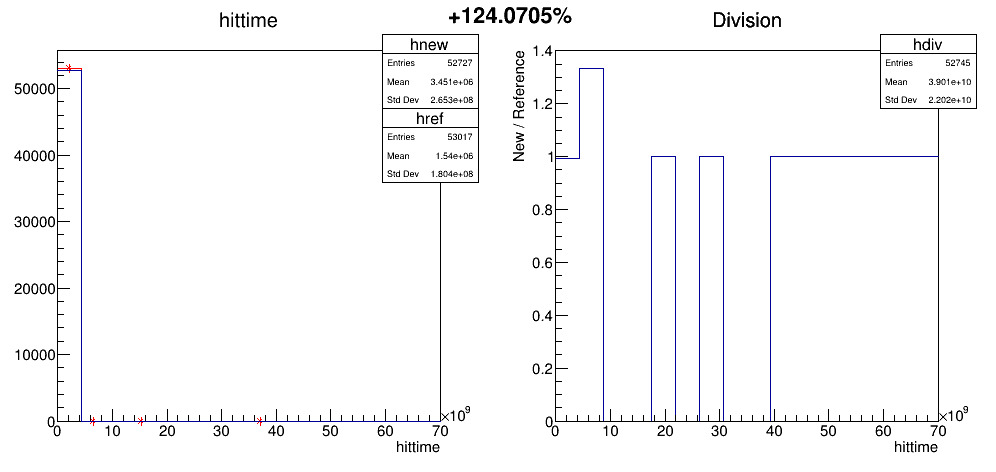 +124.0705%
hittime
hnew
Entries 52727
Mean 3.451e+06
Std Dev 2.653e+08
href
Entries 53017
Mean 1.54e+06
Std Dev 1.804e+08
50000
40000
30000
20000
10000
0
0 10 20 30 40 50 60 70
×10⁹
hittime
Division
hdiv
Entries 52745
Mean 3.901e+10
Std Dev 2.202e+10
New / Reference
1.4
1.2
1
0.8
0.6
0.4
0.2
0
0 10 20 30 40 50 60 70
×10⁹
hittime